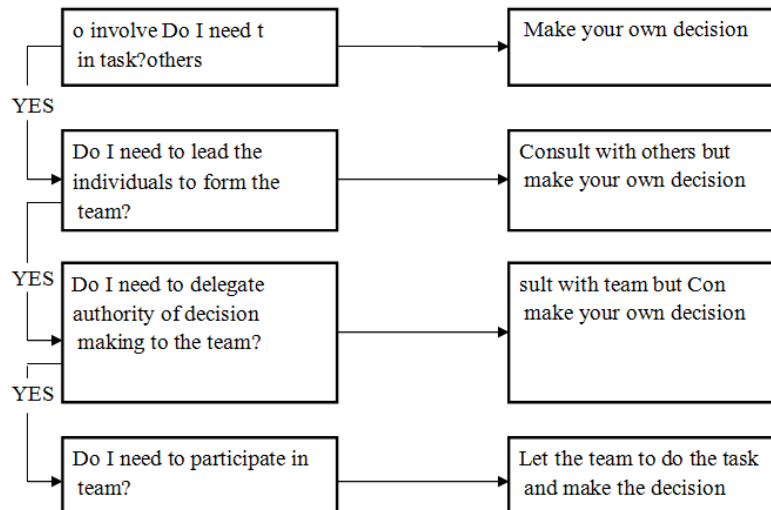 o involve Do I need t
in task?others
Make your own decision
YES
Do I need to lead the
individuals to form the
team?
Consult with others but
make your own decision
YES
Do I need to delegate
authority of decision
making to the team?
sult with team but Con
make your own decision
YES
Do I need to participate in
team?
Let the team to do the task
and make the decision